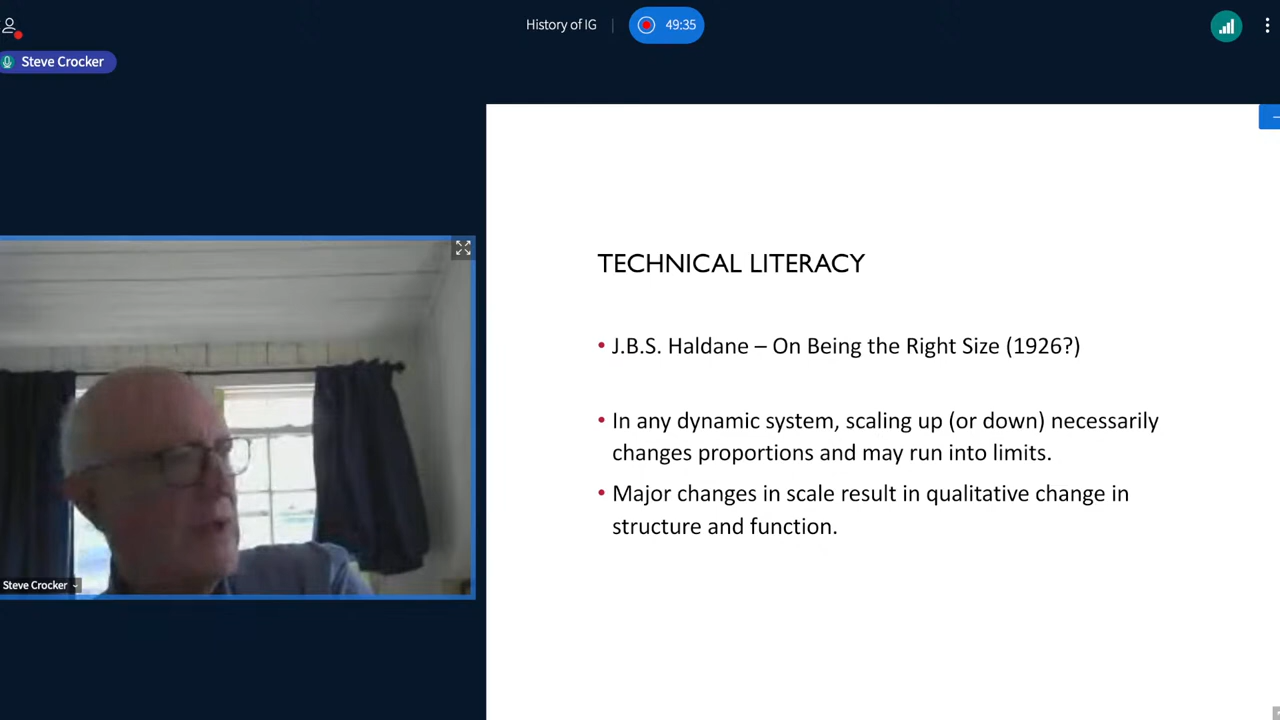 History of IG
49:35
Steve Crocker
TECHNICAL LITERACY
• J.B.S. Haldane – On Being the Right Size (1926?)
• In any dynamic system, scaling up (or down) necessarily
changes proportions and may run into limits.
• Major changes in scale result in qualitative change in
structure and function.
Steve Crocker